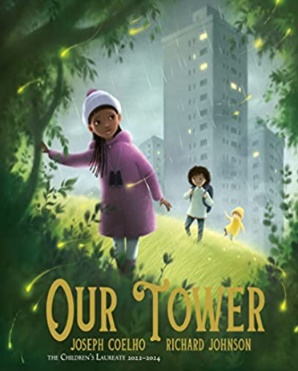 OUR TOWER
JOSEPH COELHO RICHARD JOHNSON
THE CHILDREN'S LAUREATE 2022–2024